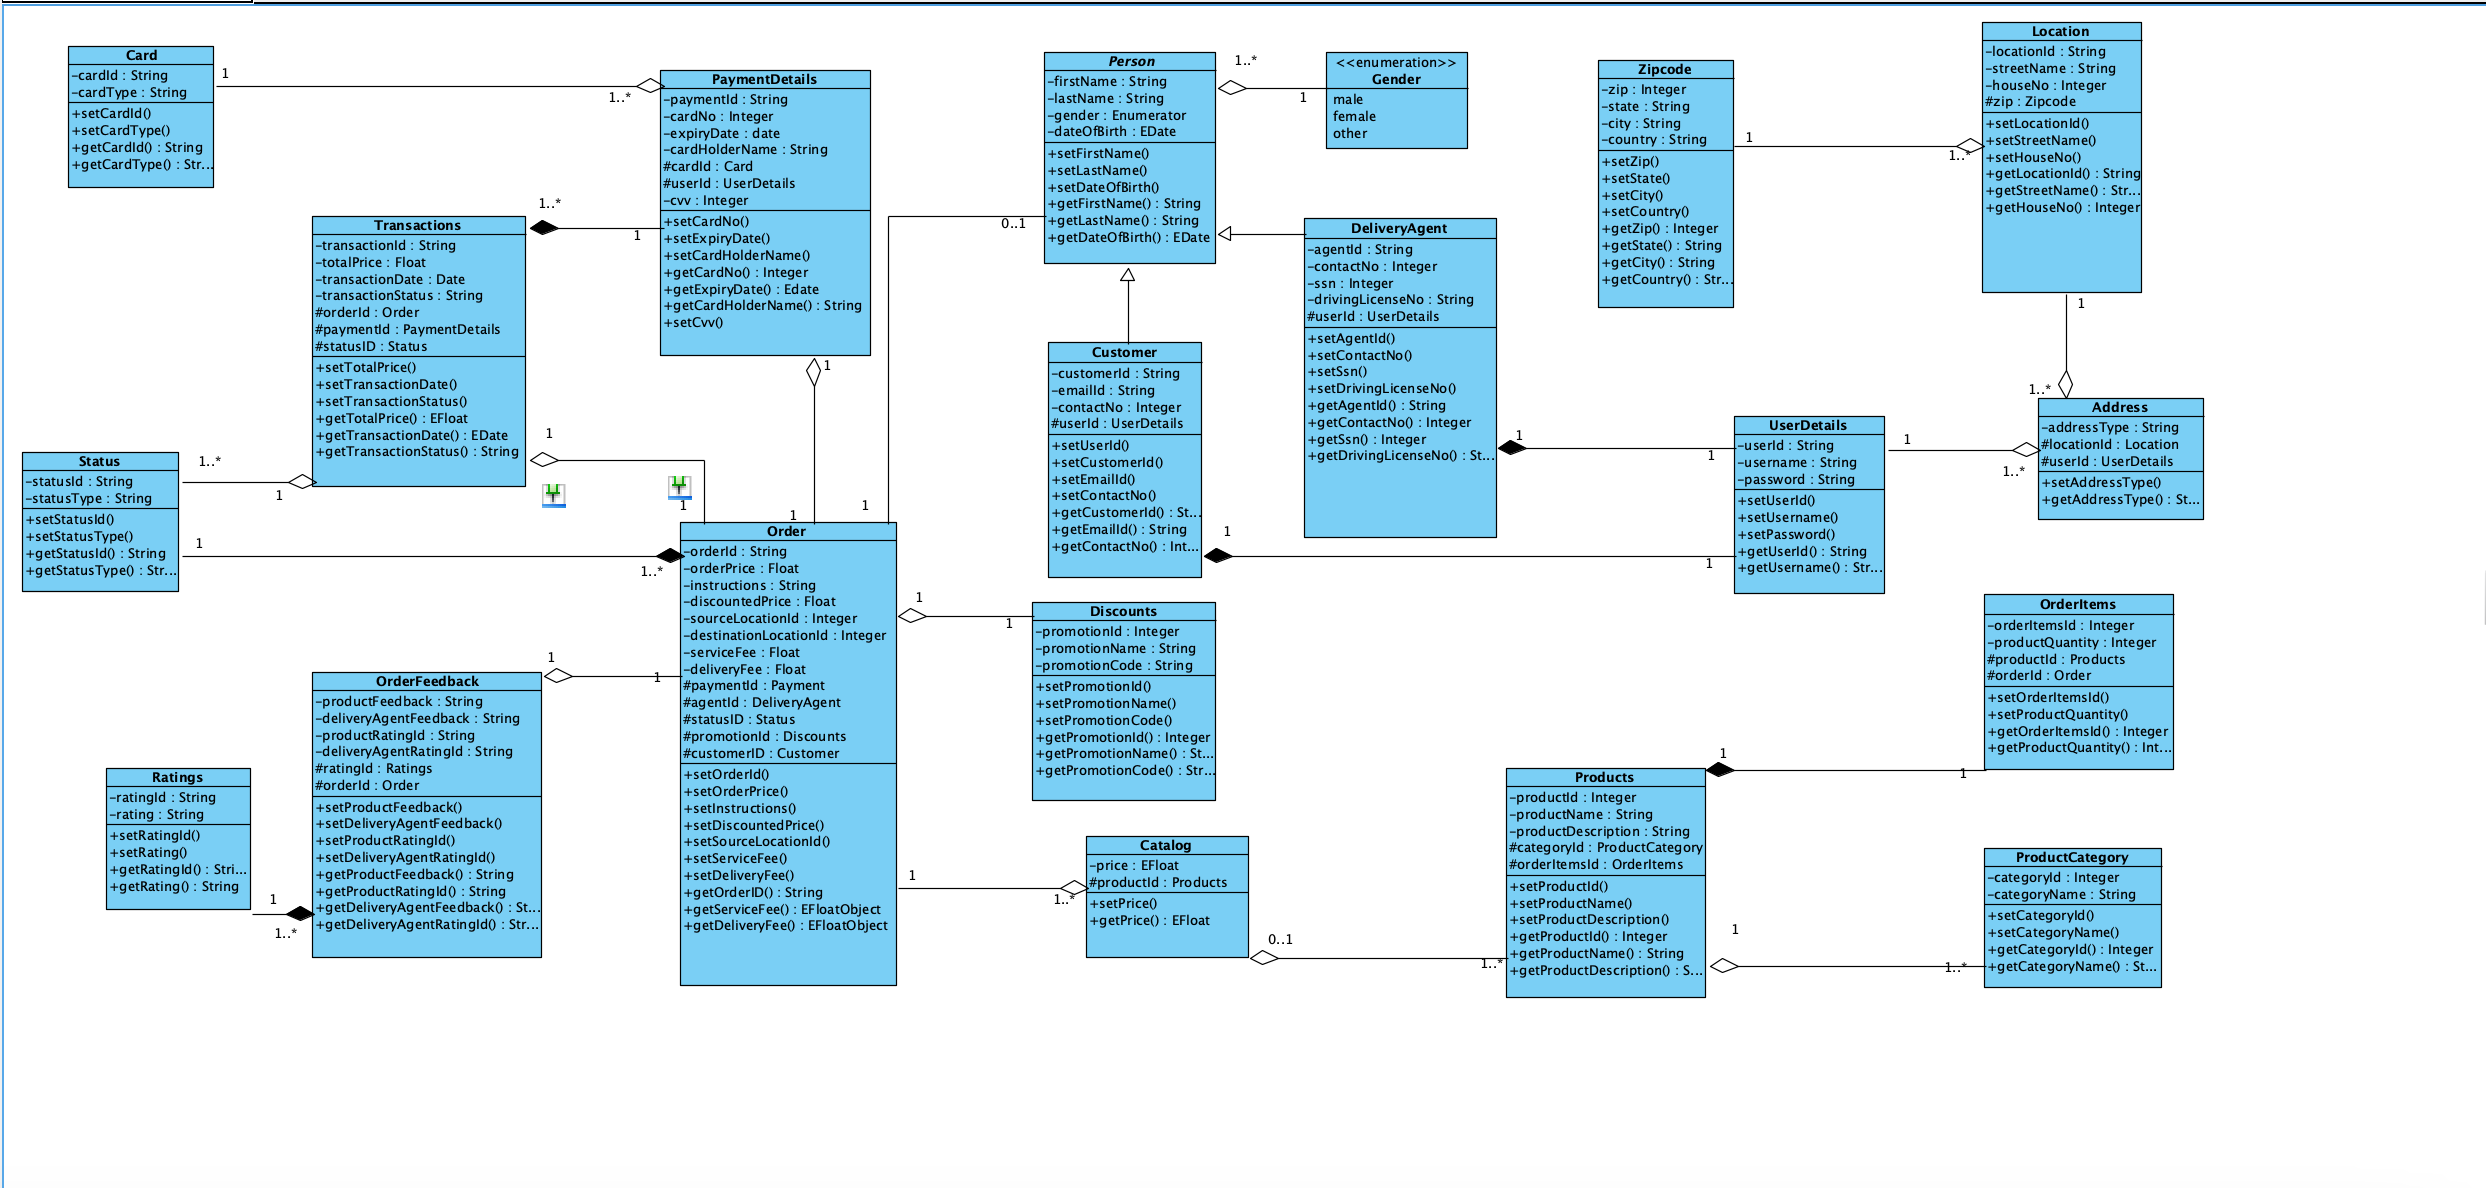 Card
-cardId : String
-cardType : String
+setCardId()
+setCardType()
+getCardId() : String
+getCardType() : Str...
1
1..*
PaymentDetails
-paymentId : String
-cardNo : Integer
-expiryDate : date
-cardHolderName : String
#cardId : Card
#userId : UserDetails
-cvv : Integer
+setCardNo()
+setExpiryDate()
+setCardHolderName()
+getCardNo() : Integer
+getExpiryDate() : Edate
+getCardHolderName() : String
+setCvv()
1..*
1
Transactions
-transactionId : String
-totalPrice : Float
-transactionDate : Date
-transactionStatus : String
#orderId : Order
#paymentId : PaymentDetails
#statusID : Status
+setTotalPrice()
+setTransactionDate()
+setTransactionStatus()
+getTotalPrice() : EFloat
+getTransactionDate() : EDate
+getTransactionStatus() : String
Person
-firstName : String
-lastName : String
-gender : Enumerator
-dateOfBirth : EDate
+setFirstName()
+setLastName()
+setDateOfBirth()
+getFirstName() : String
+getLastName() : String
+getDateOfBirth() : EDate
1..*
1
0..1
<<enumeration>>
Gender
male
female
other
DeliveryAgent
-agentId : String
-contactNo : Integer
-ssn : Integer
-drivingLicenseNo : String
#userId : UserDetails
+setAgentId()
+setContactNo()
+setSsn()
+setDrivingLicenseNo()
+getAgentId() : String
+getContactNo() : Integer
+getSsn() : Integer
+getDrivingLicenseNo() : St...
Zipcode
-zip : Integer
-state : String
-city : String
-country : String
+setZip()
+setState()
+setCity()
+setCountry()
+getZip() : Integer
+getState() : String
+getCity() : String
+getCountry() : Str...
1
1..*
Location
-locationId : String
-streetName : String
-houseNo : Integer
#zip : Zipcode
+setLocationId()
+setStreetName()
+setHouseNo()
+getLocationId() : String
+getStreetName() : Str...
+getHouseNo() : Integer
1
1..*
Customer
-customerId : String
-emailId : String
-contactNo : Integer
#userId : UserDetails
+setUserId()
+setCustomerId()
+setEmailId()
+setContactNo()
+getCustomerId() : St...
+getEmailId() : String
+getContactNo() : Int...
1
1
1
1
UserDetails
-userId : String
-username : String
-password : String
+setUserId()
+setUsername()
+setPassword()
+getUserId() : String
+getUsername() : Str...
1
1..*
Address
-addressType : String
#locationId : Location
#userId : UserDetails
+setAddressType()
+getAddressType() : St...
Status
-statusId : String
-statusType : String
+setStatusId()
+setStatusType()
+getStatusId() : String
+getStatusType() : Str...
1..*
1
1
1..*
1
1
1
1
1
Order
-orderId : String
-orderPrice : Float
-instructions : String
-discountedPrice : Float
-sourceLocationId : Integer
-destinationLocationId : Integer
-serviceFee : Float
-deliveryFee : Float
#paymentId : Payment
#agentId : DeliveryAgent
#statusID : Status
#promotionId : Discounts
#customerID : Customer
+setOrderId()
+setOrderPrice()
+setInstructions()
+setDiscountedPrice()
+setSourceLocationId()
+setServiceFee()
+setDeliveryFee()
+getOrderID() : String
+getServiceFee() : EFloatObject
+getDeliveryFee() : EFloatObject
1
1
OrderFeedback
-productFeedback : String
-deliveryAgentFeedback : String
-productRatingId : String
-deliveryAgentRatingId : String
#ratingId : Ratings
#orderId : Order
+setProductFeedback()
+setDeliveryAgentFeedback()
+setProductRatingId()
+setDeliveryAgentRatingId()
+getProductFeedback() : String
+getProductRatingId() : String
+getDeliveryAgentFeedback() : St...
+getDeliveryAgentRatingId() : Str...
Ratings
-ratingId : String
-rating : String
+setRatingId()
+setRating()
+getRatingId() : Stri...
+getRating() : String
1
1..*
1
1
Discounts
-promotionId : Integer
-promotionName : String
-promotionCode : String
+setPromotionId()
+setPromotionName()
+setPromotionCode()
+getPromotionId() : Integer
+getPromotionName() : St...
+getPromotionCode() : Str...
1
1..*
Catalog
-price : EFloat
#productId : Products
+setPrice()
+getPrice() : EFloat
0..1
1..*
Products
-productId : Integer
-productName : String
-productDescription : String
#categoryId : ProductCategory
#orderItemsId : OrderItems
+setProductId()
+setProductName()
+setProductDescription()
+getProductId() : Integer
+getProductName() : String
+getProductDescription() : S...
1
1
OrderItems
-orderItemsId : Integer
-productQuantity : Integer
#productId : Products
#orderId : Order
+setOrderItemsId()
+setProductQuantity()
+getOrderItemsId() : Integer
+getProductQuantity() : Int...
1
1..*
ProductCategory
-categoryId : Integer
-categoryName : String
+setCategoryId()
+setCategoryName()
+getCategoryId() : Integer
+getCategoryName() : St...